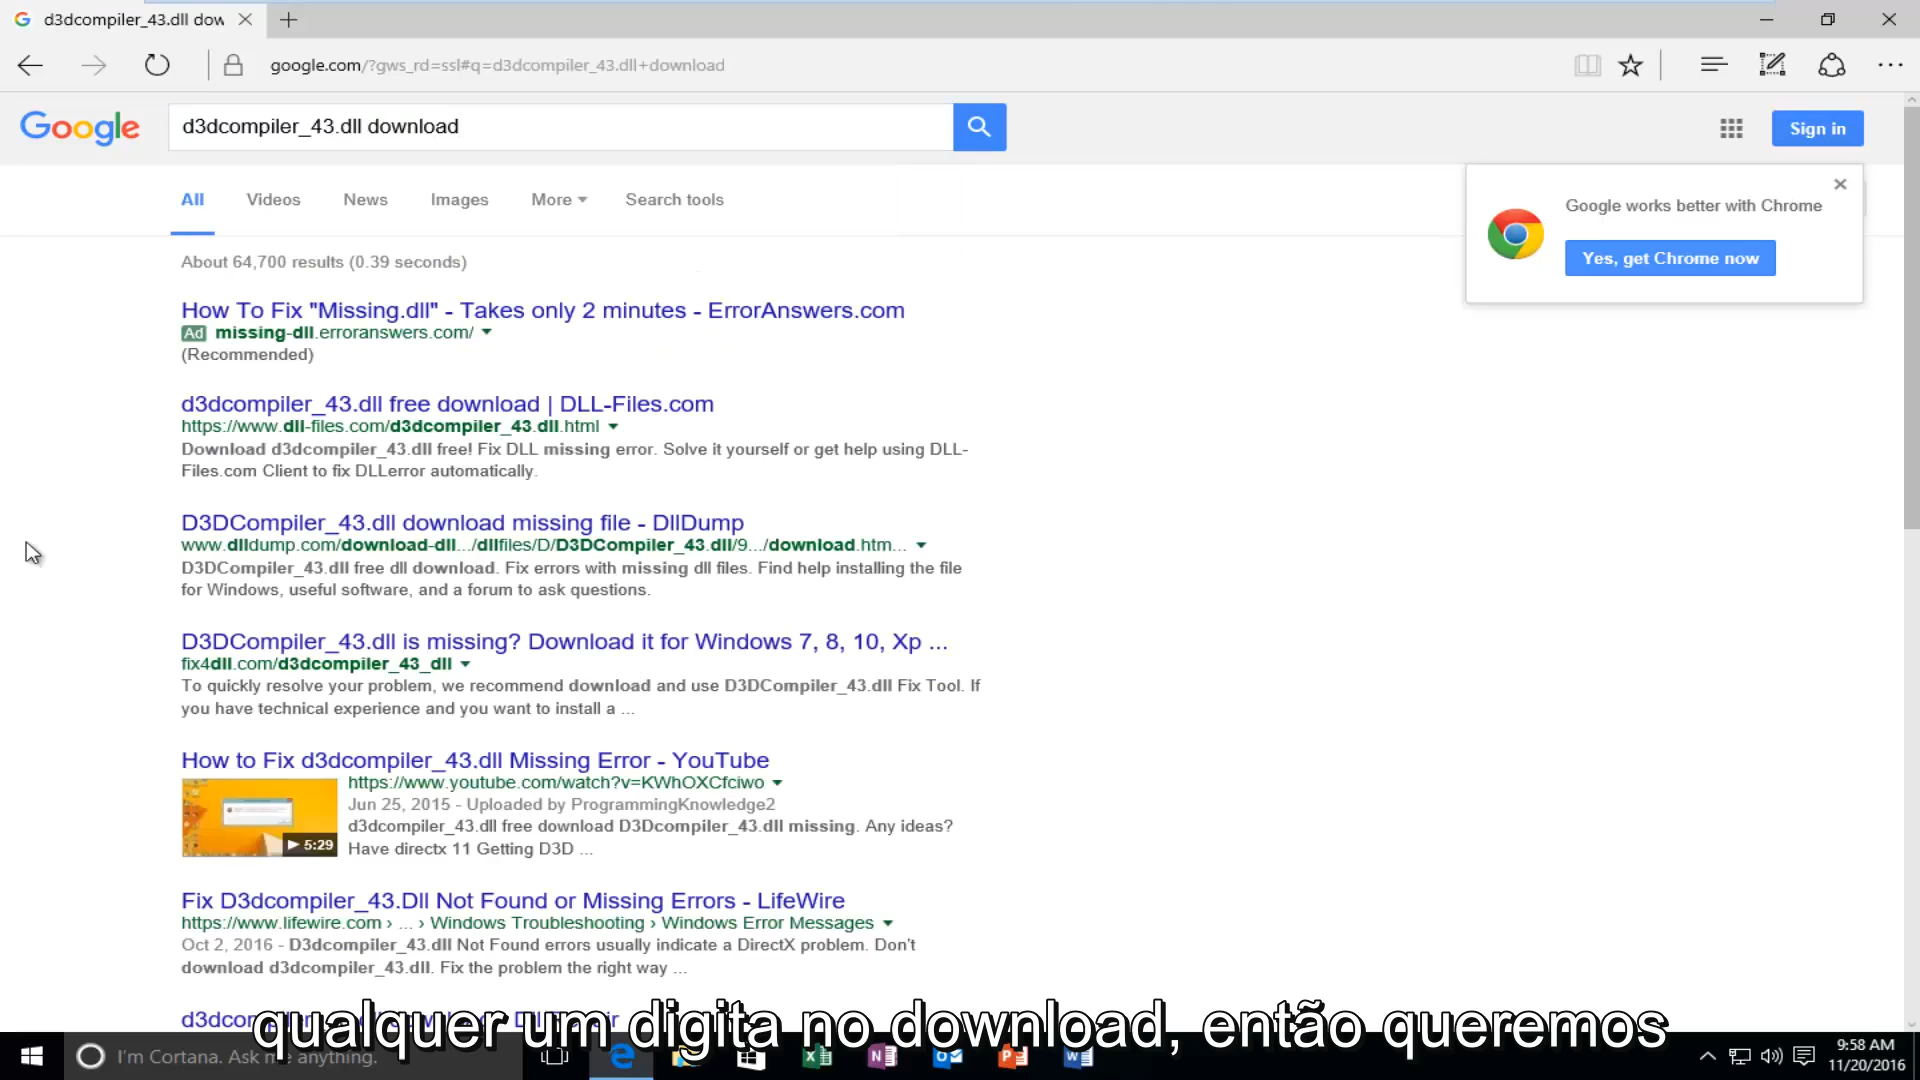 d3dcompiler_43.dll dow
google.com/?gws_rd=ssl#q=d3dcompiler_43.dll+download
Google
d3dcompiler_43.dll download
Sign in
All Videos News Images More Search tools
Google works better with Chrome
Yes, get Chrome now
About 64,700 results (0.39 seconds)
How To Fix "Missing.dll" - Takes only 2 minutes - ErrorAnswers.com
Ad missing-dll.erroranswers.com/
(Recommended)
d3dcompiler_43.dll free download | DLL-Files.com
https://www.dll-files.com/d3dcompiler_43.dll.html
Download d3dcompiler_43.dll free! Fix DLL missing error. Solve it yourself or get help using DLL-
Files.com Client to fix DLLerror automatically.
D3DCompiler_43.dll download missing file - DllDump
www.dlldump.com/download-dll.../dllfiles/D/D3DCompiler_43.dll/9.../download.htm...
D3DCompiler_43.dll free dll download. Fix errors with missing dll files. Find help installing the file
for Windows, useful software, and a forum to ask questions.
D3DCompiler_43.dll is missing? Download it for Windows 7, 8, 10, Xp ...
fix4dll.com/d3dcompiler_43_dll
To quickly resolve your problem, we recommend download and use D3DCompiler_43.dll Fix Tool. If
you have technical experience and you want to install a ...
How to Fix d3dcompiler_43.dll Missing Error - YouTube
https://www.youtube.com/watch?v=KWhOXCfciwo
Jun 25, 2015 - Uploaded by ProgrammingKnowledge2
d3dcompiler_43.dll free download D3Dcompiler_43.dll missing. Any ideas?
5:29
Have directx 11 Getting D3D ...
Fix D3dcompiler_43.Dll Not Found or Missing Errors - LifeWire
https://www.lifewire.com › ... › Windows Troubleshooting › Windows Error Messages
Oct 2, 2016 - D3dcompiler_43.dll Not Found errors usually indicate a DirectX problem. Don't
download d3dcompiler_43.dll. Fix the problem the right way ...
qualquer um digita no download, então queremos
I'm Cortana. Ask me anything.
9:58 AM
11/20/2016